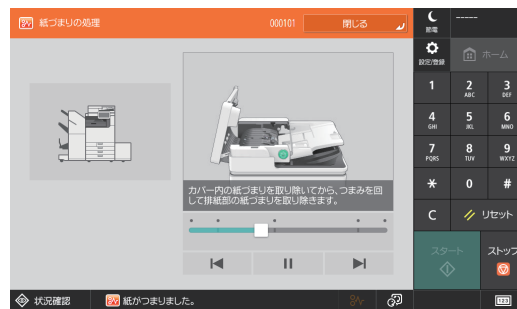 紙づまりの処理
000101
閉じる
節電
-----
設定/登録
ホーム
カバー内の紙づまりを取り除いてから、つまみを回
して排紙部の紙づまりを取り除きます。
1
2
ABC
3
DEF
4
GHI
5
JKL
6
MNO
7
PQRS
8
TUV
9
WXYZ
*
0
#
C
リセット
スタート
ストップ
状況確認
紙がつまりました。
123